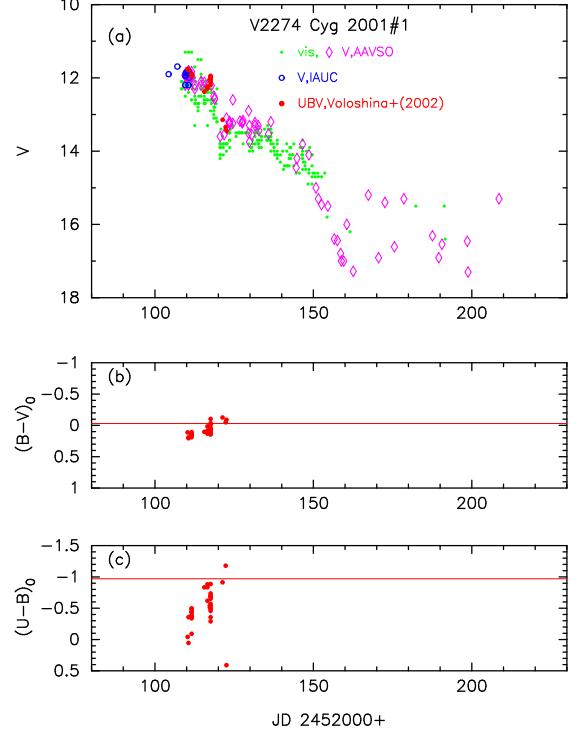 V2274 Cyg 2001#1
(a)
vis, V,AAVSO
V,IAUC
UBV,Voloshina+(2002)
10
12
14
16
18
V
100
150
200
(b)
−1
−0.5
0
0.5
1
(B−V)0
100
150
200
(c)
−1.5
−1
−0.5
0
0.5
(U−B)0
100
150
200
JD 2452000+